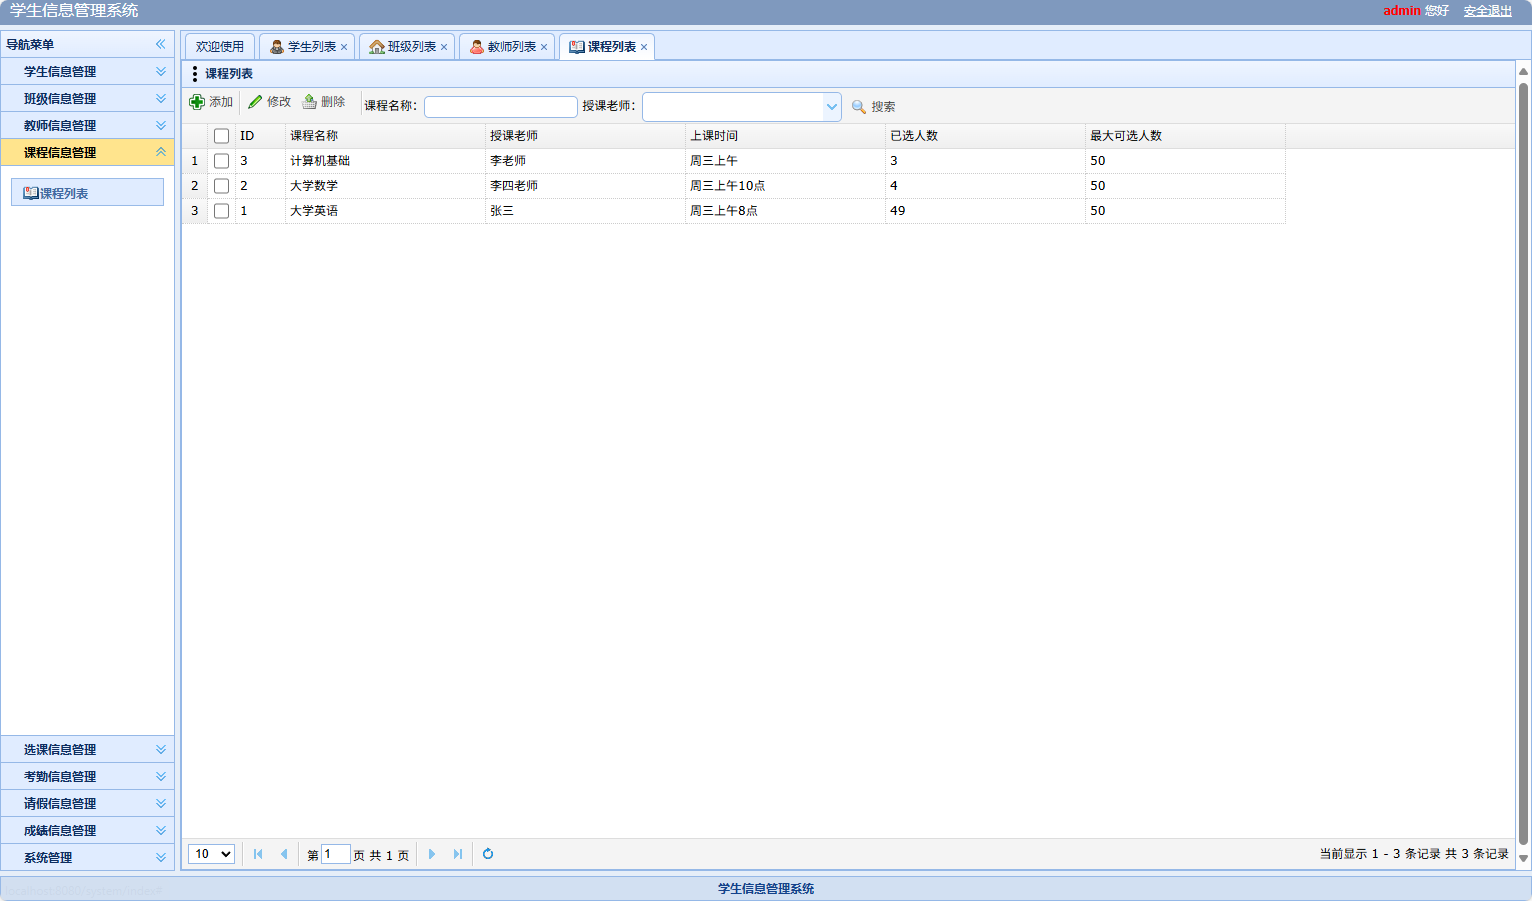 学生信息管理系统
admin 您好 安全退出
导航菜单
学生信息管理
班级信息管理
教师信息管理
课程信息管理
课程列表
选课信息管理
考勤信息管理
请假信息管理
成绩信息管理
系统管理
欢迎使用 学生列表 班级列表 教师列表 课程列表
课程列表
添加 修改 删除 课程名称: 授课老师: 搜索
ID 课程名称 授课老师 上课时间 已选人数 最大可选人数
1 3 计算机基础 李老师 周三上午 3 50
2 2 大学数学 李四老师 周三上午10点 4 50
3 1 大学英语 张三 周三上午8点 49 50
10 第 1 页 共 1 页 当前显示 1 - 3 条记录 共 3 条记录
学生信息管理系统